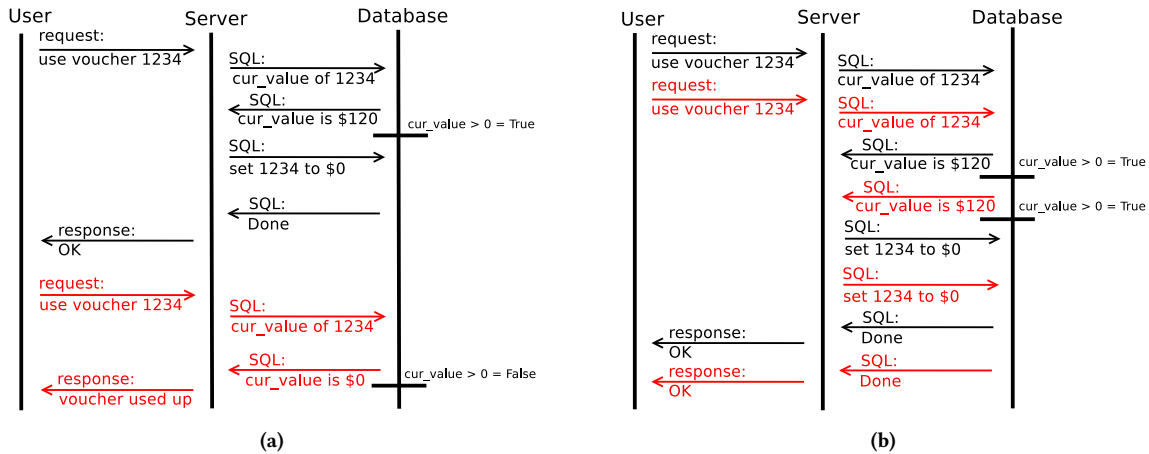 User
Server
Database
request:
use voucher 1234
SQL:
cur_value of 1234
SQL:
cur_value is $120
cur_value > 0 = True
SQL:
set 1234 to $0
SQL:
Done
response:
OK
request:
use voucher 1234
SQL:
cur_value of 1234
SQL:
cur_value is $0
cur_value > 0 = False
response:
voucher used up
(a)
User
Server
Database
request:
use voucher 1234
SQL:
cur_value of 1234
request:
use voucher 1234
SQL:
cur_value of 1234
SQL:
cur_value is $120
cur_value > 0 = True
SQL:
cur_value is $120
cur_value > 0 = True
SQL:
set 1234 to $0
SQL:
set 1234 to $0
SQL:
Done
response:
OK
SQL:
Done
response:
OK
(b)